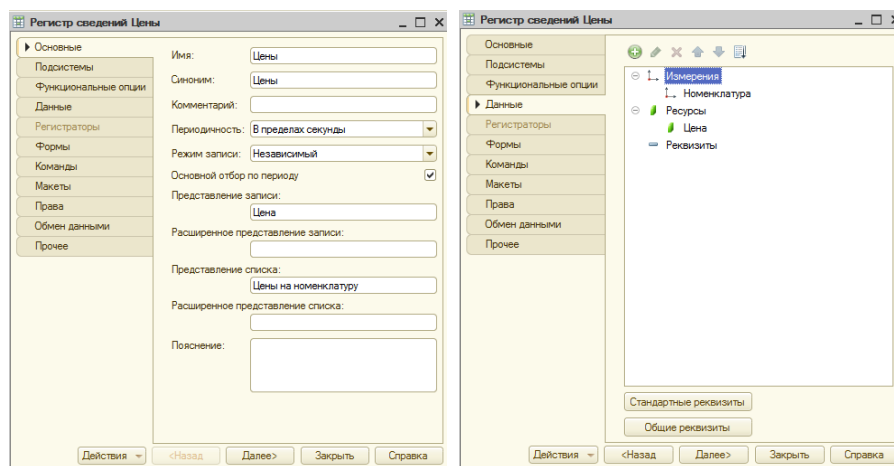 Регистр сведений Цены
Основные
Подсистемы
Функциональные опции
Данные
Регистраторы
Формы
Команды
Макеты
Права
Обмен данными
Прочее
Имя: Цены
Синоним: Цены
Комментарий:
Периодичность: В пределах секунды
Режим записи: Независимый
Основной отбор по периоду
Представление записи:
Цена
Расширенное представление записи:
Представление списка:
Цены на номенклатуру
Расширенное представление списка:
Пояснение:
Действия <Назад Далее> Закрыть Справка
Регистр сведений Цены
Основные
Подсистемы
Функциональные опции
Данные
Регистраторы
Формы
Команды
Макеты
Права
Обмен данными
Прочее
Измерения
Номенклатура
Ресурсы
Цена
Реквизиты
Стандартные реквизиты
Общие реквизиты
Действия <Назад Далее> Закрыть Справка